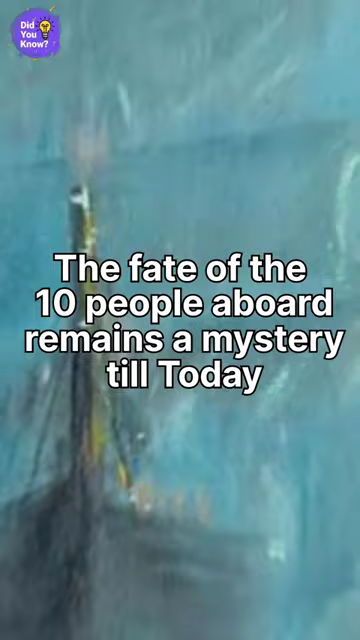 Did
You
Know?
The fate of the
10 people aboard
remains a mystery
till Today